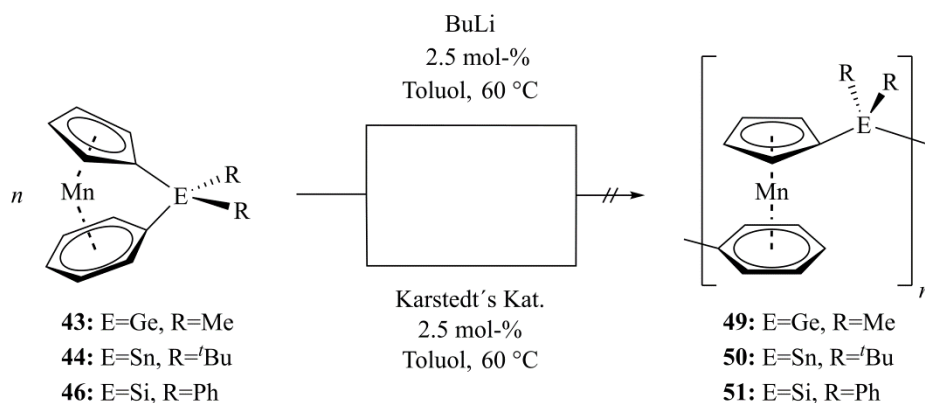 BuLi
2.5 mol-%
Toluol, 60 °C
n
Mn
E
R
R
R
R
E
Mn
n
Karstedt´s Kat.
2.5 mol-%
Toluol, 60 °C
43: E=Ge, R=Me
44: E=Sn, R=ᵗBu
46: E=Si, R=Ph
49: E=Ge, R=Me
50: E=Sn, R=ᵗBu
51: E=Si, R=Ph